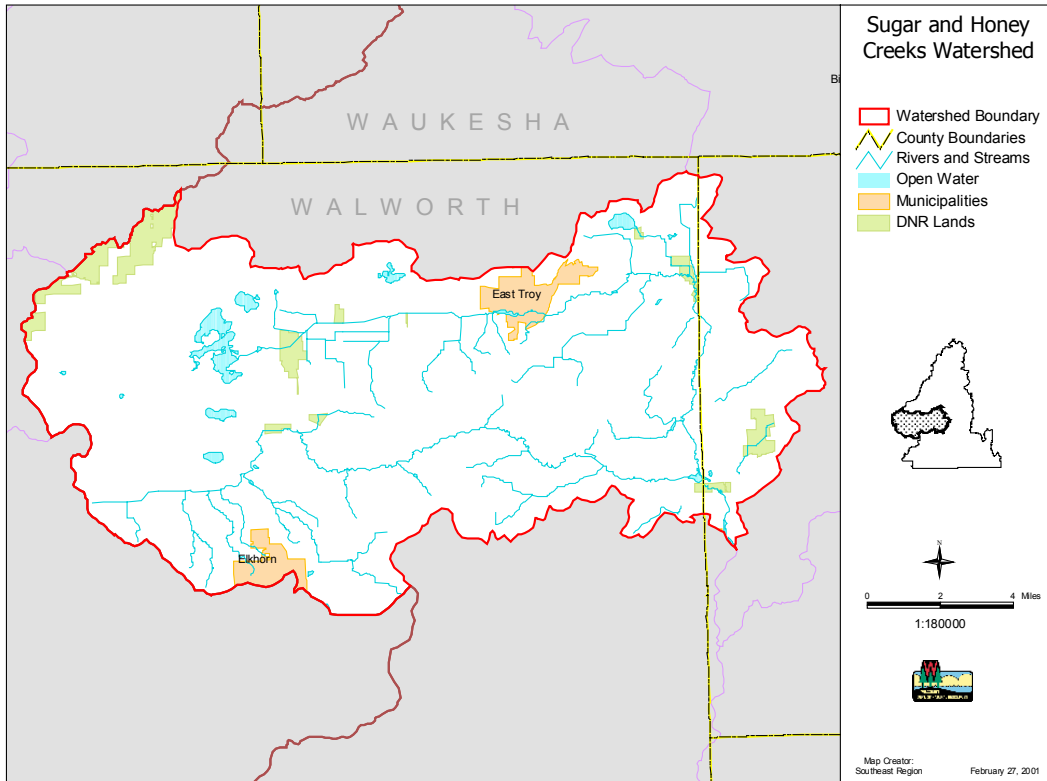 Sugar and Honey
Creeks Watershed
Bi
WAUKESHA
WALWORTH
East Troy
Elkhorn
Watershed Boundary
County Boundaries
Rivers and Streams
Open Water
Municipalities
DNR Lands
N
0 2 4 Miles
1:180000
W
Map Creator:
Southeast Region
February 27, 2001